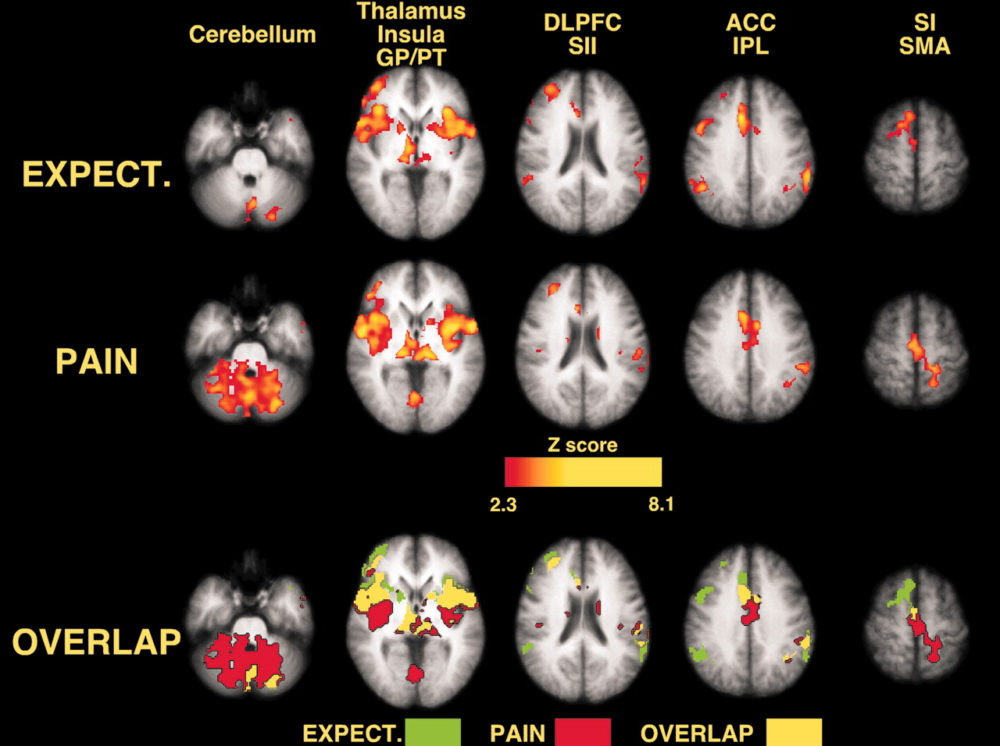 Cerebellum
Thalamus
Insula
GP/PT
DLPFC
SII
ACC
IPL
SI
SMA
EXPECT.
PAIN
Z score
2.3
8.1
OVERLAP
EXPECT.
PAIN
OVERLAP